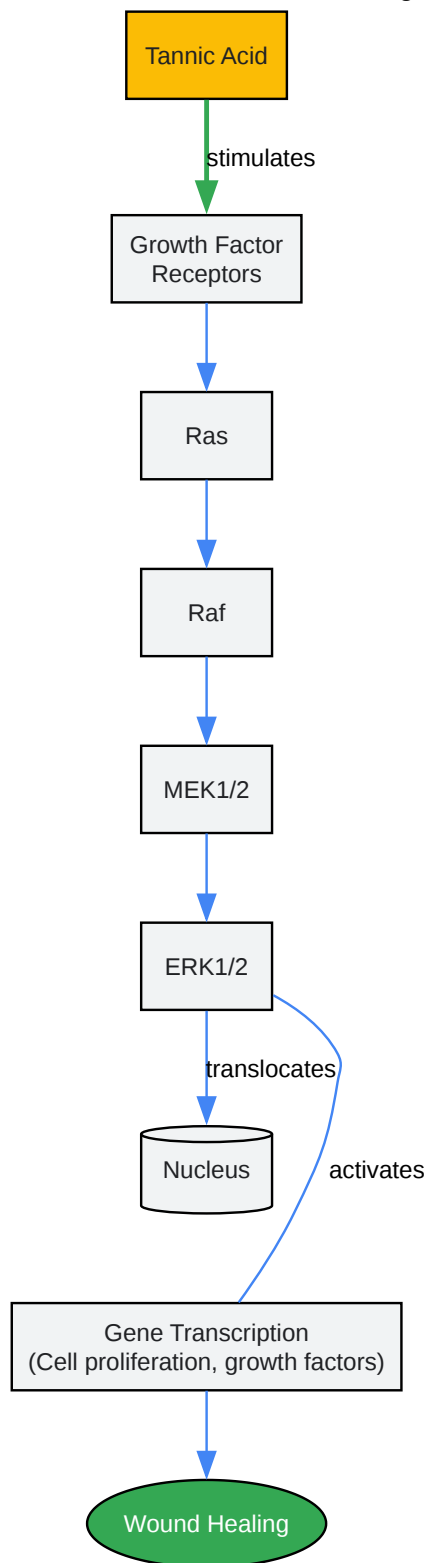 Tannic Acid
stimulates
Growth Factor
Receptors
Ras
Raf
MEK1/2
ERK1/2
translocates
Nucleus
activates
Gene Transcription
(Cell proliferation, growth factors)
Wound Healing